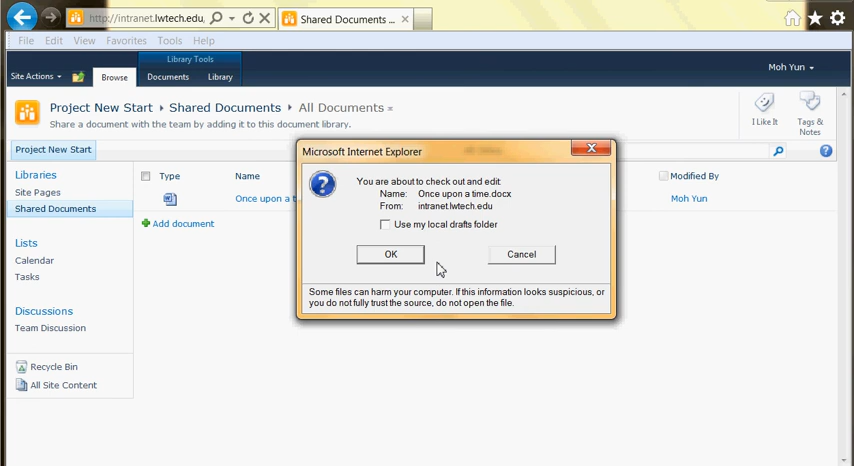 http://intranet.lwtech.edu,
Shared Documents ...
File Edit View Favorites Tools Help
Library Tools
Site Actions
Browse
Documents
Library
Moh Yun
Project New Start
Shared Documents
All Documents
Share a document with the team by adding it to this document library.
I Like It
Tags &
Notes
Project New Start
Libraries
Site Pages
Shared Documents
Lists
Calendar
Tasks
Discussions
Team Discussion
Recycle Bin
All Site Content
Type
Name
Modified By
Once upon a t
Moh Yun
Add document
Microsoft Internet Explorer
You are about to check out and edit:
Name: Once upon a time.docx
From: intranet.lwtech.edu
Use my local drafts folder
OK
Cancel
Some files can harm your computer. If this information looks suspicious, or
you do not fully trust the source, do not open the file.